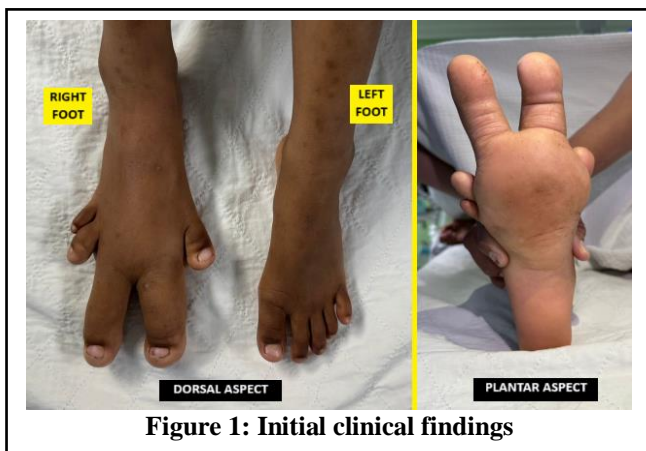 RIGHT
FOOT
LEFT
FOOT
DORSAL ASPECT
PLANTAR ASPECT
Figure 1: Initial clinical findings